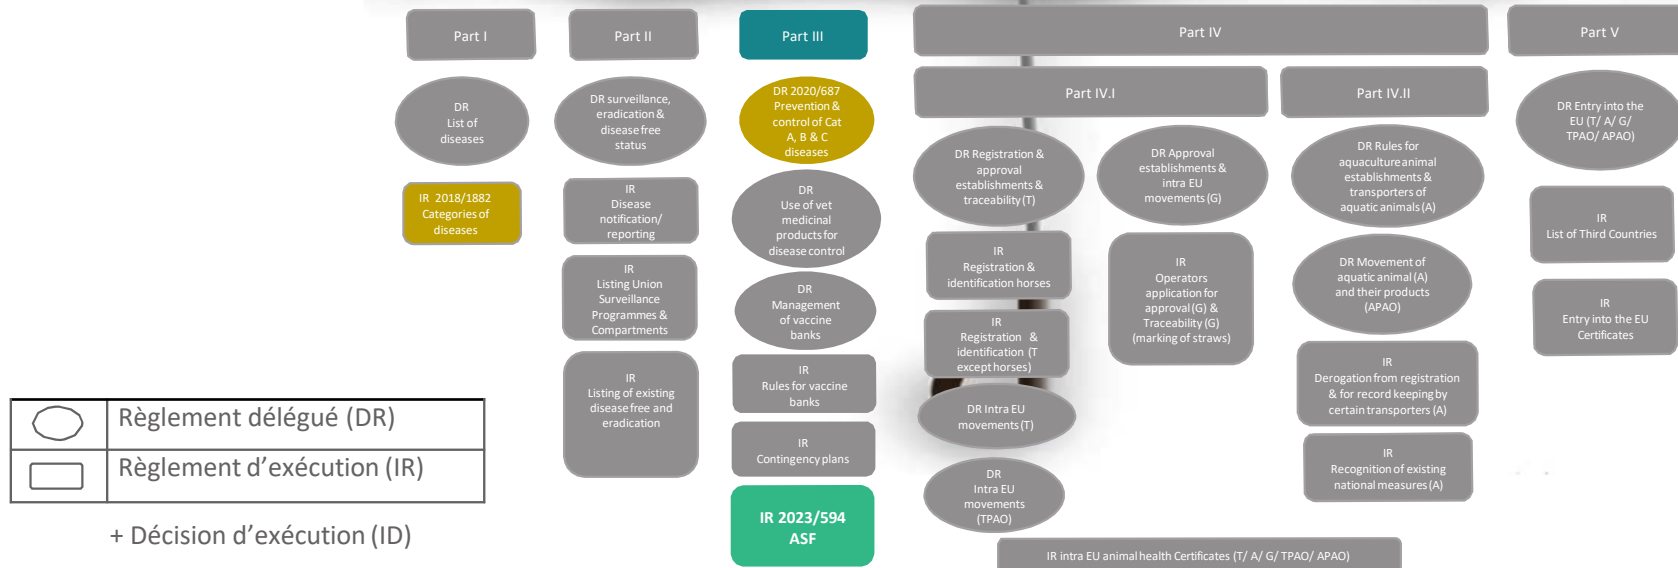 Part I
Part II
Part III
Part IV
Part V
Part IV.I
Part IV.II
DR
List of
diseases
IR 2018/1882
Categories of
diseases
DR surveillance,
eradication &
disease free
status
IR
Disease
notification/
reporting
IR
Listing Union
Surveillance
Programmes &
Compartments
IR
Listing of existing
disease free and
eradication
DR 2020/687
Prevention &
control of Cat
A, B & C
diseases
DR
Use of vet
medicinal
products for
disease control
DR
Management
of vaccine
banks
IR
Rules for vaccine
banks
IR
Contingency plans
IR 2023/594
ASF
DR Registration &
approval
establishments &
traceability (T)
IR
Registration &
identification horses
IR
Registration &
identification (T
except horses)
DR Intra EU
movements (T)
DR
Intra EU
movements
(TPAO)
DR Approval
establishments &
intra EU
movements (G)
IR
Operators
application for
approval (G) &
Traceability (G)
(marking of straws)
DR Rules for
aquaculture animal
establishments &
transporters of
aquatic animals (A)
DR Movement of
aquatic animal (A)
and their products
(APAO)
IR
Derogation from registration
& for record keeping by
certain transporters (A)
IR
Recognition of existing
national measures (A)
IR intra EU animal health Certificates (T/ A/ G/ TPAO/ APAO)
DR Entry into the
EU (T/ A/ G/
TPAO/ APAO)
IR
List of Third Countries
IR
Entry into the EU
Certificates
Règlement délégué (DR)
Règlement d’exécution (IR)
+ Décision d’exécution (ID)